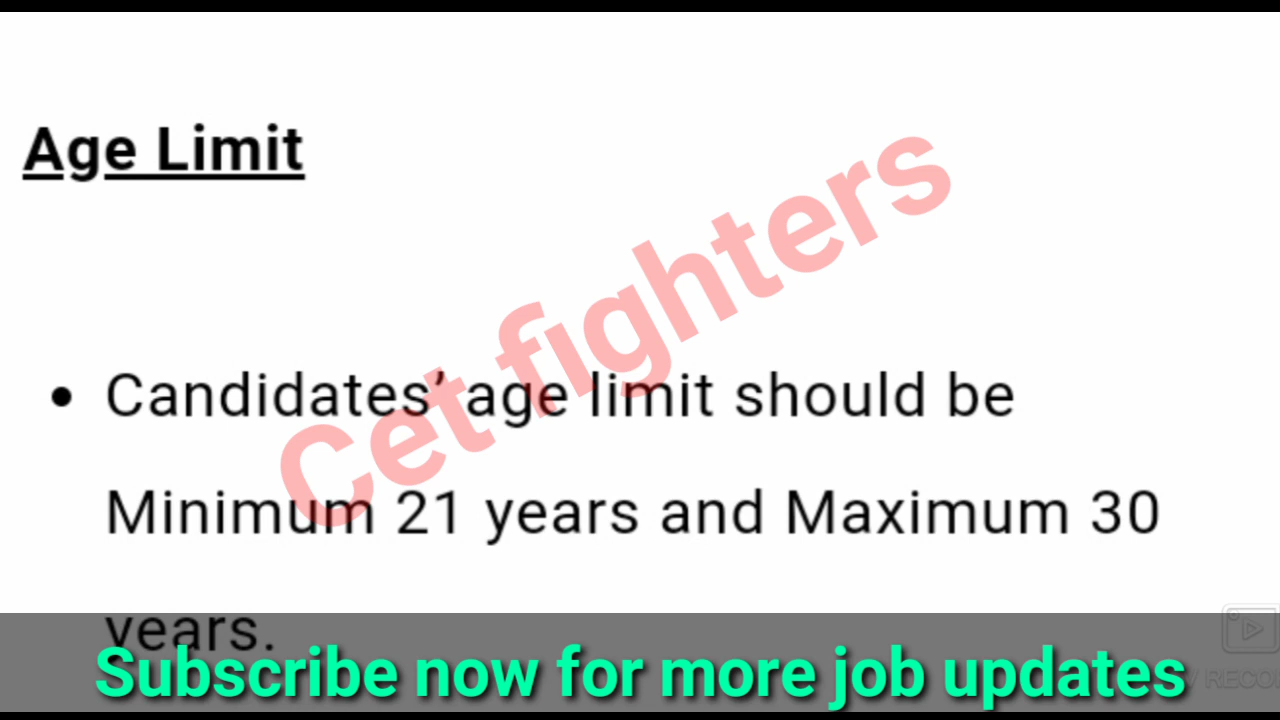 Age Limit
Cet fighters
• Candidates’ age limit should be
Minimum 21 years and Maximum 30
years.
Subscribe now for more job updates